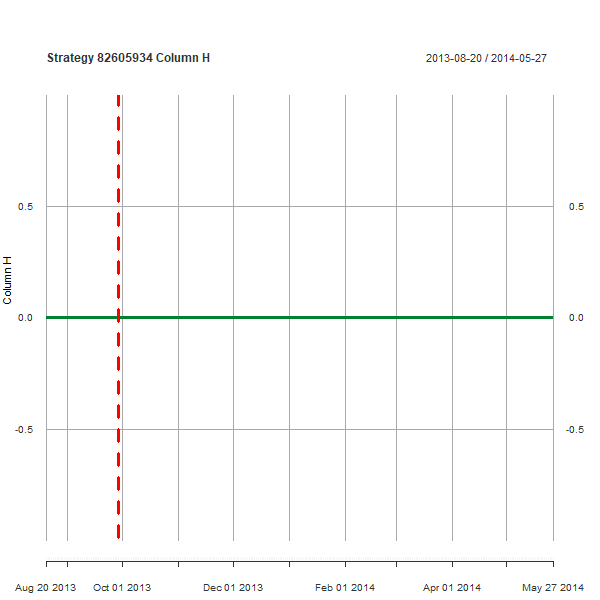 Strategy 82605934 Column H
2013-08-20 / 2014-05-27
0.5
0.5
Column H
0.0
0.0
-0.5
-0.5
Aug 20 2013
Oct 01 2013
Dec 01 2013
Feb 01 2014
Apr 01 2014
May 27 2014